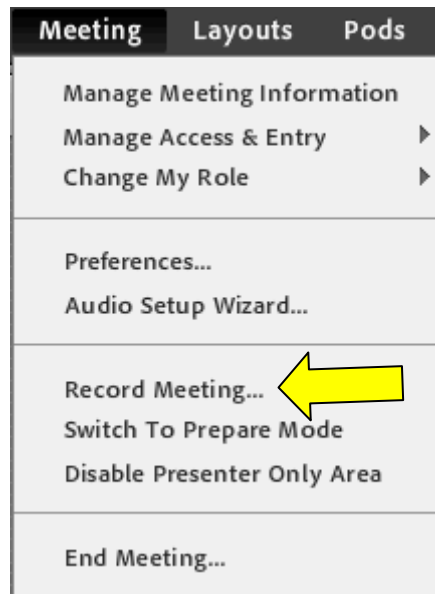 Meeting Layouts Pods
Manage Meeting Information
Manage Access & Entry
Change My Role
Preferences...
Audio Setup Wizard...
Record Meeting...
Switch To Prepare Mode
Disable Presenter Only Area
End Meeting...